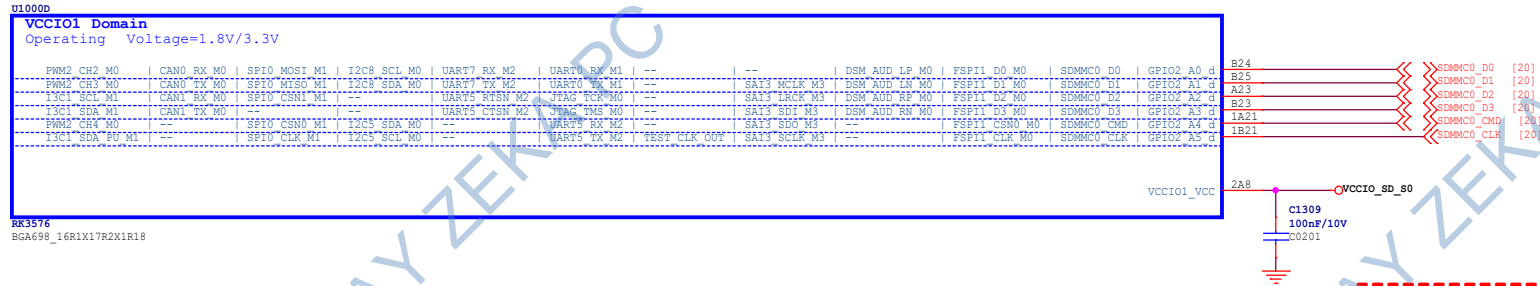 U1000D
VCCIO1 Domain
Operating Voltage=1.8V/3.3V
PWM2_CH2_M0 | CAN0_RX_M0 | SPI0_MOSI_M1 | I2C8_SCL_M0 | UART7_RX_M2 | UART0_RX_M1 | -- | -- | DSM_AUD_LP_M0 | FSPI1_D0_M0 | SDMMC0_D0 | GPIO2_A0_d B24 SDMMC0_D0 [20]
PWM2_CH3_M0 | CAN0_TX_M0 | SPI0_MISO_M1 | I2C8_SDA_M0 | UART7_TX_M2 | UART0_TX_M1 | -- | SAI3_MCLK_M3 | DSM_AUD_LN_M0 | FSPI1_D1_M0 | SDMMC0_D1 | GPIO2_A1_d B25 SDMMC0_D1 [20]
I3C1_SCL_M1 | CAN1_RX_M0 | SPI0_CSN1_M1 | -- | UART5_RTSN_M2 | JTAG_TCK_M0 | -- | SAI3_LRCK_M3 | DSM_AUD_RP_M0 | FSPI1_D2_M0 | SDMMC0_D2 | GPIO2_A2_d A23 SDMMC0_D2 [20]
I3C1_SDA_M1 | CAN1_TX_M0 | -- | -- | UART5_CTSN_M2 | JTAG_TMS_M0 | -- | SAI3_SDI_M3 | DSM_AUD_RN_M0 | FSPI1_D3_M0 | SDMMC0_D3 | GPIO2_A3_d B23 SDMMC0_D3 [20]
PWM2_CH4_M0 | -- | SPI0_CSN0_M1 | I2C5_SDA_M0 | -- | UART5_RX_M2 | -- | SAI3_SDO_M3 | -- | FSPI1_CSN0_M0 | SDMMC0_CMD | GPIO2_A4_d 1A21 SDMMC0_CMD [20]
I3C1_SDA_PU_M1 | -- | SPI0_CLK_M1 | I2C5_SCL_M0 | -- | UART5_TX_M2 | TEST_CLK_OUT | SAI3_SCLK_M3 | -- | FSPI1_CLK_M0 | SDMMC0_CLK | GPIO2_A5_d 1B21 SDMMC0_CLK [20]
VCCIO1_VCC 2A8 VCCIO_SD_S0
C1309
100nF/10V
C0201
RK3576
BGA698_16R1X17R2X1R18
AY ZEKAPC
AY ZEK